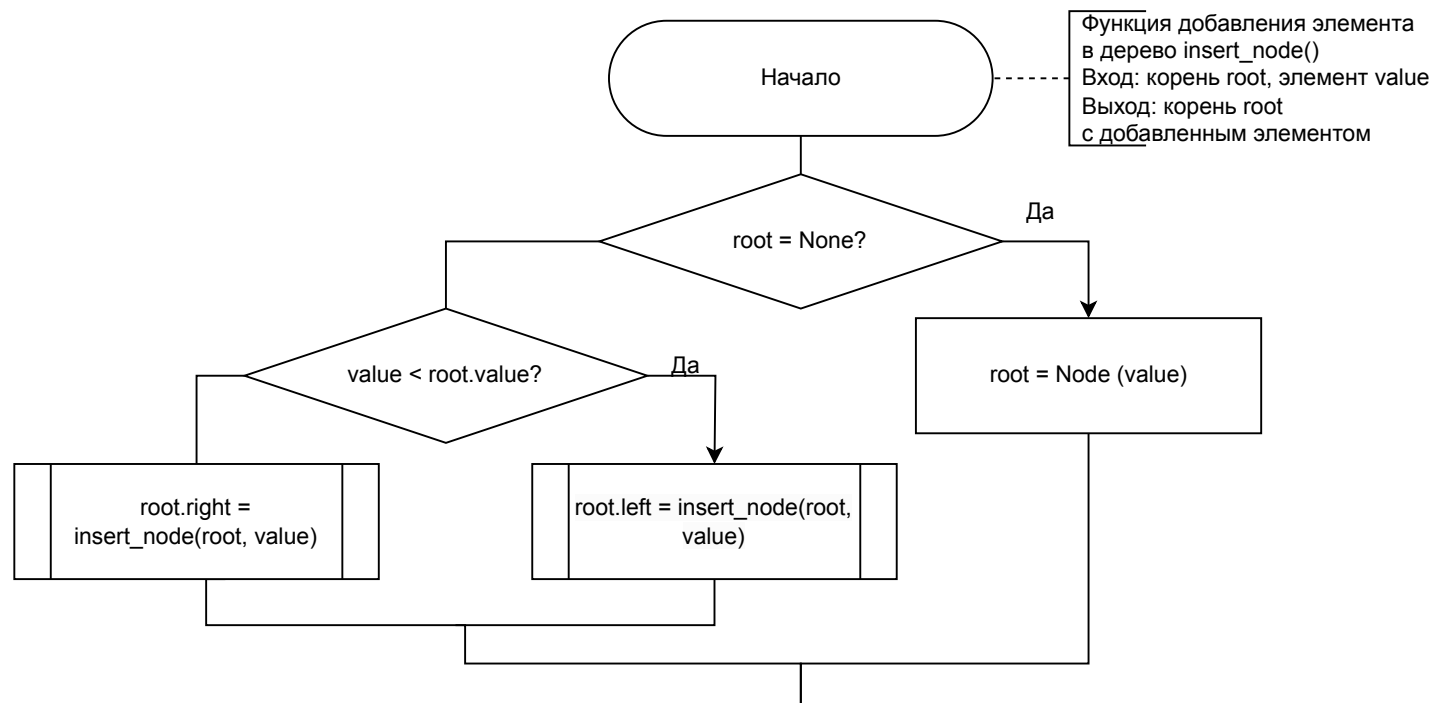 Начало
Функция добавления элемента
в дерево insert_node()
Вход: корень root, элемент value
Выход: корень root
с добавленным элементом
root = None?
Да
value < root.value?
Да
root = Node (value)
root.right =
insert_node(root, value)
root.left = insert_node(root,
value)